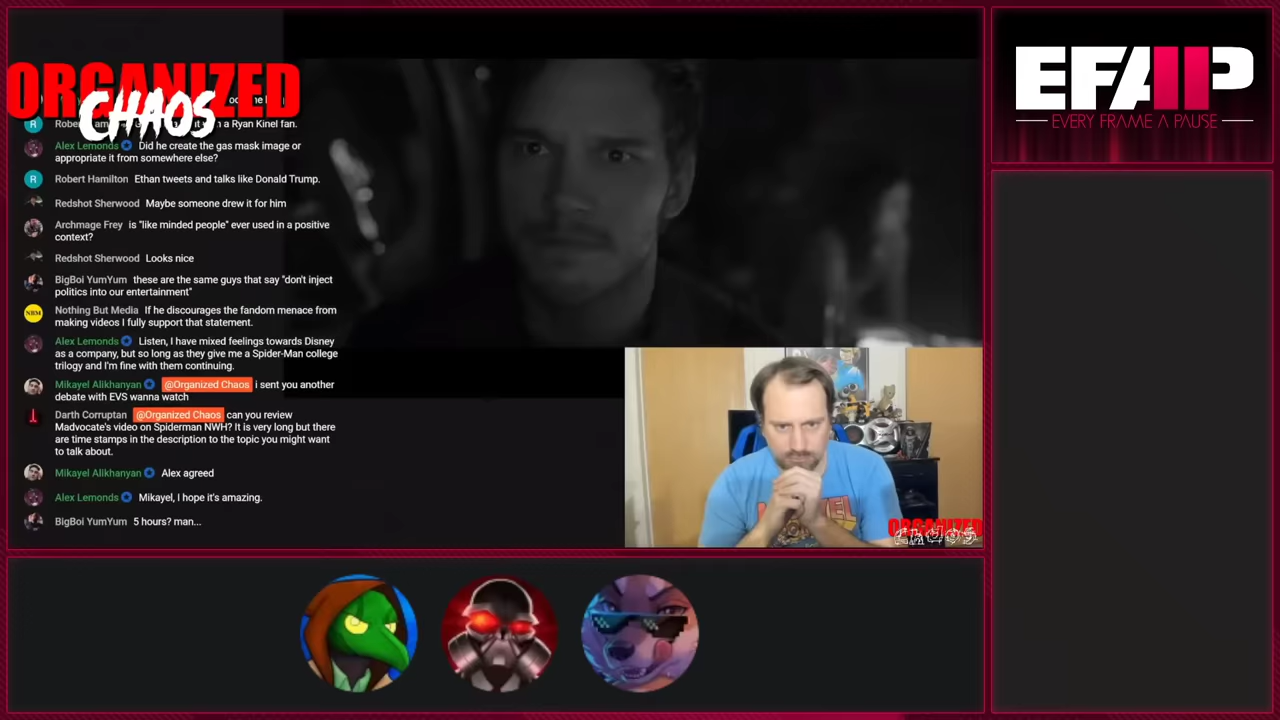 ORGANIZED
CHAOS
a Ryan Kinel fan.
Alex Lemonds Did he create the gas mask image or
appropriate it from somewhere else?
R Robert Hamilton Ethan tweets and talks like Donald Trump.
Redshot Sherwood Maybe someone drew it for him
Archmage Frey is "like minded people" ever used in a positive
context?
Redshot Sherwood Looks nice
BigBoi YumYum these are the same guys that say "don't inject
politics into our entertainment"
NBM Nothing But Media If he discourages the fandom menace from
making videos I fully support that statement.
Alex Lemonds Listen, I have mixed feelings towards Disney
as a company, but so long as they give me a Spider-Man college
trilogy and I'm fine with them continuing.
Mikayel Alikhanyan @Organized Chaos i sent you another
debate with EVS wanna watch
Darth Corruptan @Organized Chaos can you review
Madvocate's video on Spiderman NWH? It is very long but there
are time stamps in the description to the topic you might want
to talk about.
Mikayel Alikhanyan Alex agreed
Alex Lemonds Mikayel, I hope it's amazing.
BigBoi YumYum 5 hours? man...
ORGANIZED
CHAOS
EFAP
EVERY FRAME A PAUSE